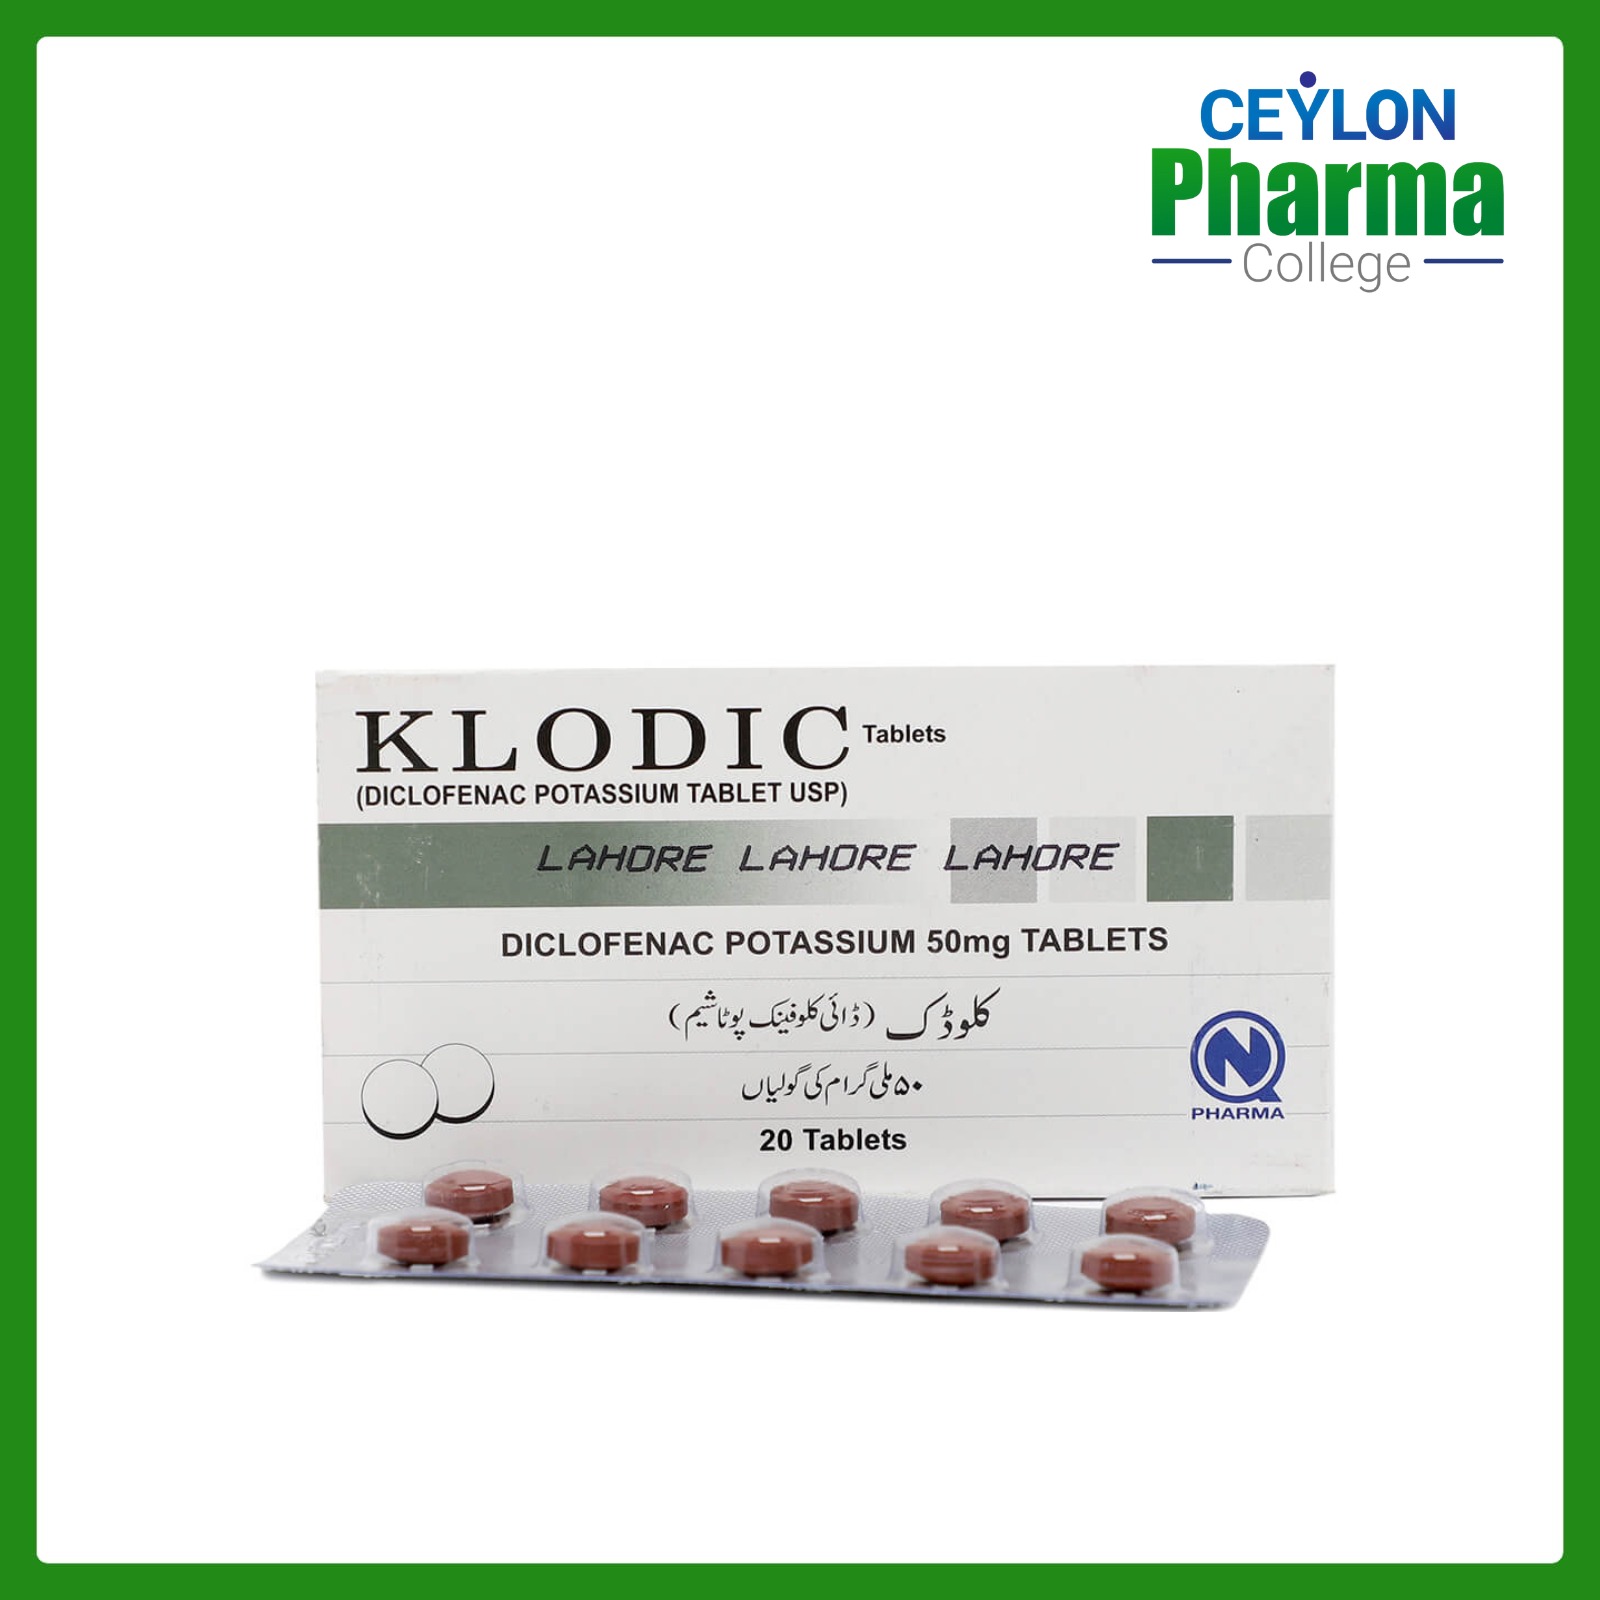 CEYLON
Pharma
College
KLODIC Tablets
(DICLOFENAC POTASSIUM TABLET USP)
LAHORE LAHORE LAHORE
DICLOFENAC POTASSIUM 50mg TABLETS
کلوڈک (ڈائی کلوفینک پوٹاشیم)
۵۰ ملی گرام کی گولیاں
20 Tablets
N
PHARMA